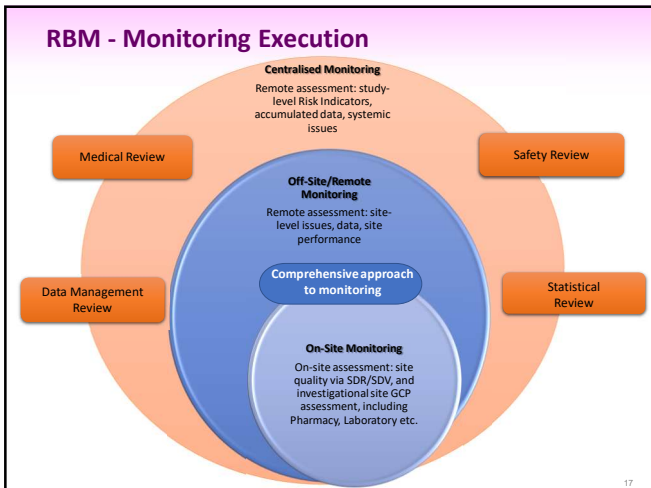 RBM - Monitoring Execution
Centralised Monitoring
Remote assessment: study-
level Risk Indicators,
accumulated data, systemic
issues
Medical Review
Safety Review
Off-Site/Remote
Monitoring
Remote assessment: site-
level issues, data, site
performance
Comprehensive approach
to monitoring
Data Management
Review
Statistical
Review
On-Site Monitoring
On-site assessment: site
quality via SDR/SDV, and
investigational site GCP
assessment, including
Pharmacy, Laboratory etc.
17